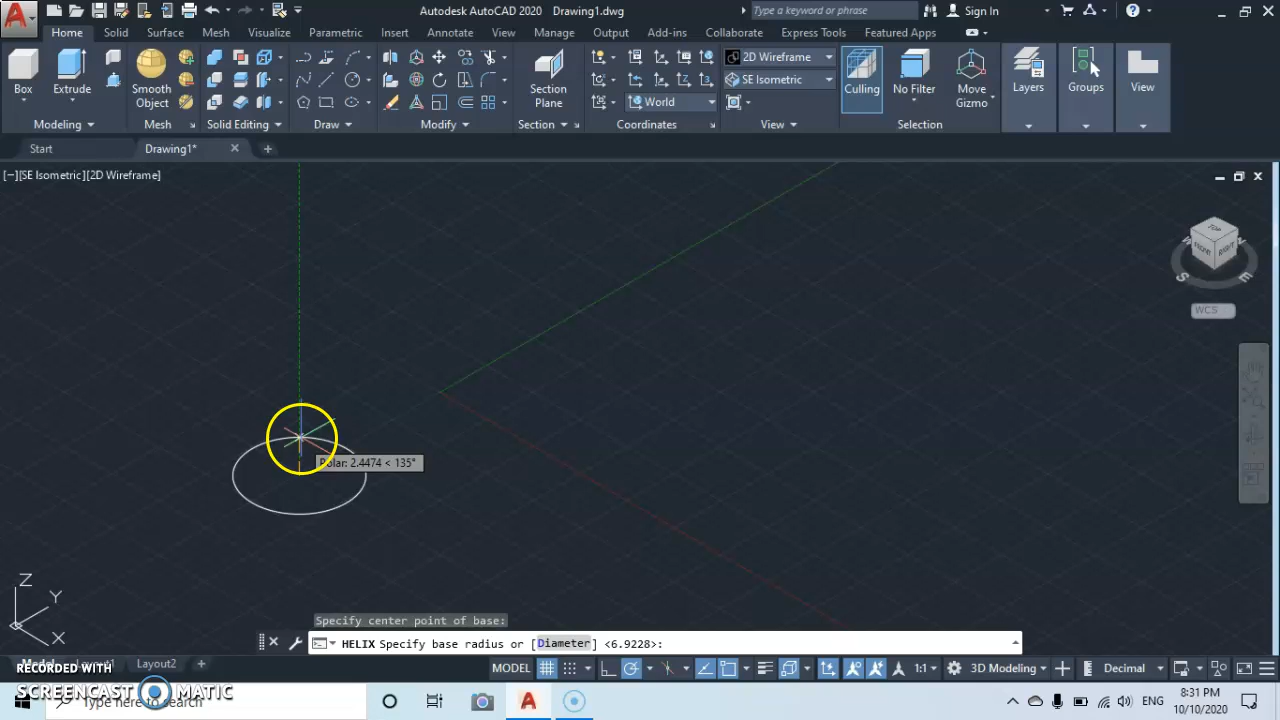 Autodesk AutoCAD 2020 Drawing1.dwg
Type a keyword or phrase
Sign In
Home Solid Surface Mesh Visualize Parametric Insert Annotate View Manage Output Add-ins Collaborate Express Tools Featured Apps
Box
Extrude
Smooth
Object
Section
Plane
World
2D Wireframe
SE Isometric
Culling
No Filter
Move
Gizmo
Layers
Groups
View
Modeling
Mesh
Solid Editing
Draw
Modify
Section
Coordinates
View
Selection
Start
Drawing1*
[−][SE Isometric][2D Wireframe]
TOP
FRONT
RIGHT
W
N
S
E
WCS
Polar: 2.4474 < 135°
Z
Y
X
Specify center point of base:
HELIX Specify base radius or [Diameter] <6.9228>:
Layout2
MODEL
1:1
3D Modeling
Decimal
RECORDED WITH
SCREENCAST MATIC
Type here to search
ENG
8:31 PM
10/10/2020